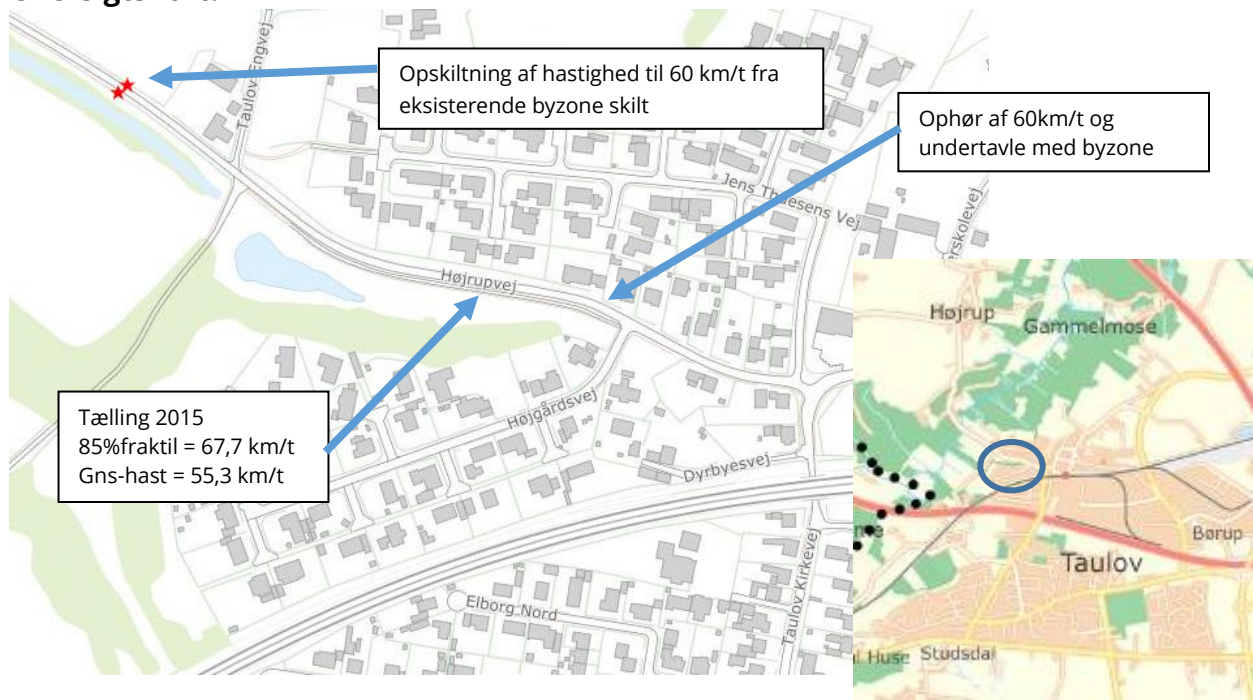 Opskiltning af hastighed til 60 km/t fra
eksisterende byzone skilt
Ophør af 60km/t og
undertavle med byzone
Taulov Engvej
Jens Thuesens Vej
Højrupvej
Tælling 2015
85%fraktil = 67,7 km/t
Gns-hast = 55,3 km/t
Højgårdsvej
Dyrbyesvej
Taulov Kirkevej
Elborg Nord
erskolevej
Højrup
Gammelmose
Børup
Taulov
Studsdal